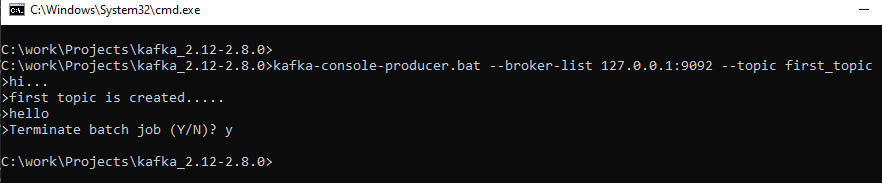 C:\Windows\System32\cmd.exe
C:\work\Projects\kafka_2.12-2.8.0>
C:\work\Projects\kafka_2.12-2.8.0>kafka-console-producer.bat --broker-list 127.0.0.1:9092 --topic first_topic
>hi...
>first topic is created.....
>hello
>Terminate batch job (Y/N)? y
C:\work\Projects\kafka_2.12-2.8.0>